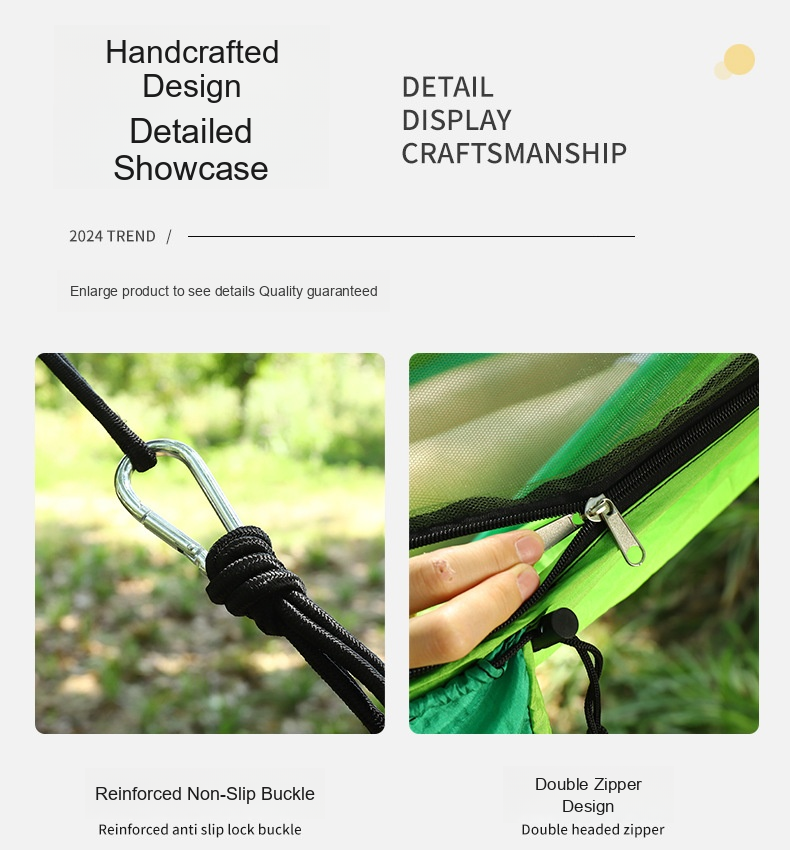 Handcrafted
Design
Detailed
Showcase
DETAIL
DISPLAY
CRAFTSMANSHIP
2024 TREND /
Enlarge product to see details Quality guaranteed
Reinforced Non-Slip Buckle
Reinforced anti slip lock buckle
Double Zipper
Design
Double headed zipper